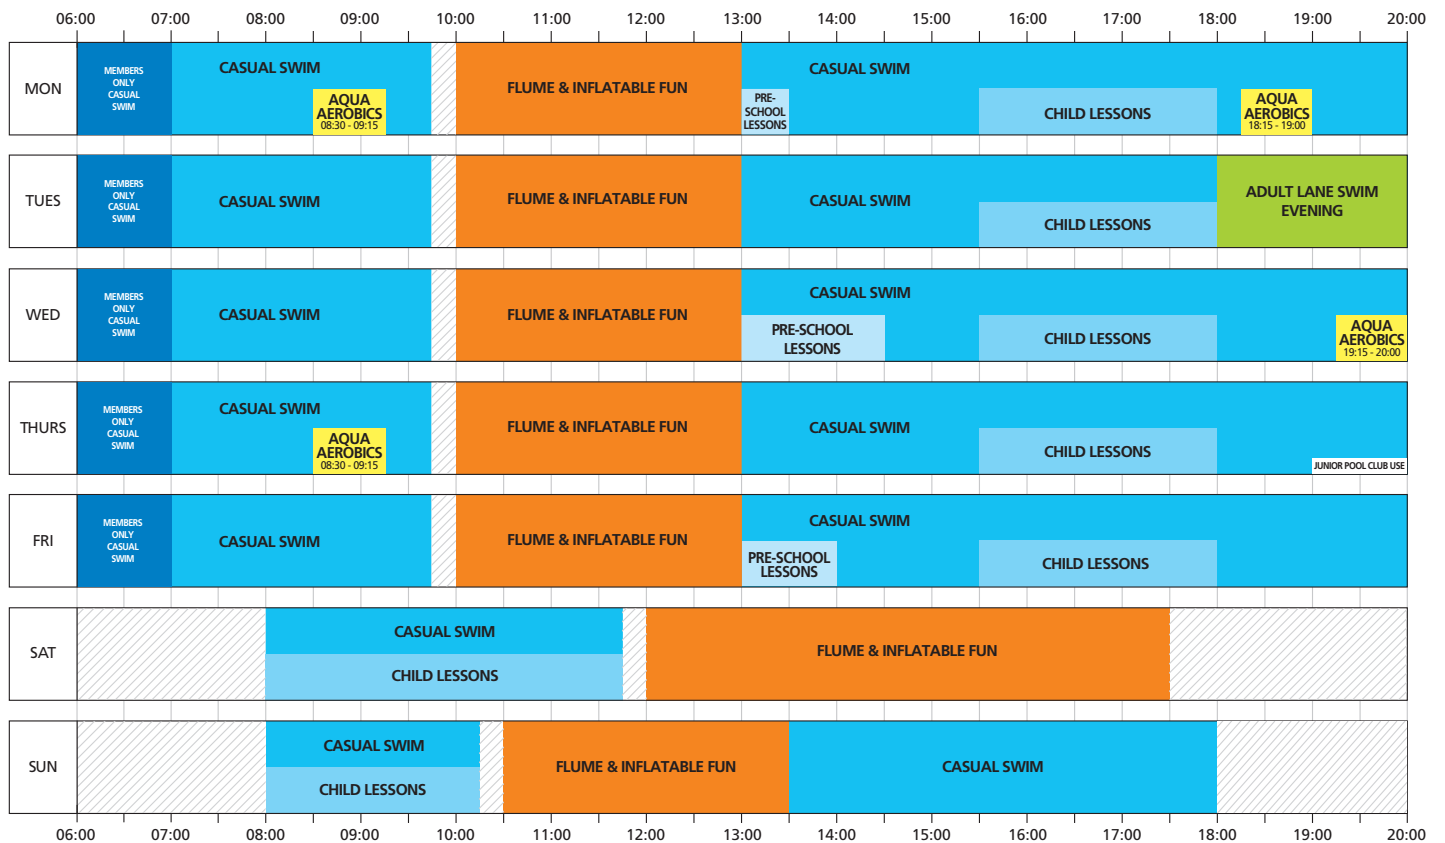 06:00 07:00 08:00 09:00 10:00 11:00 12:00 13:00 14:00 15:00 16:00 17:00 18:00 19:00 20:00
MON
MEMBERS
ONLY
CASUAL
SWIM
CASUAL SWIM
AQUA
AEROBICS
08:30 - 09:15
FLUME & INFLATABLE FUN
CASUAL SWIM
PRE-
SCHOOL
LESSONS
CHILD LESSONS
AQUA
AEROBICS
18:15 - 19:00
TUES
MEMBERS
ONLY
CASUAL
SWIM
CASUAL SWIM
FLUME & INFLATABLE FUN
CASUAL SWIM
CHILD LESSONS
ADULT LANE SWIM
EVENING
WED
MEMBERS
ONLY
CASUAL
SWIM
CASUAL SWIM
FLUME & INFLATABLE FUN
CASUAL SWIM
PRE-SCHOOL
LESSONS
CHILD LESSONS
AQUA
AEROBICS
19:15 - 20:00
THURS
MEMBERS
ONLY
CASUAL
SWIM
CASUAL SWIM
AQUA
AEROBICS
08:30 - 09:15
FLUME & INFLATABLE FUN
CASUAL SWIM
CHILD LESSONS
JUNIOR POOL CLUB USE
FRI
MEMBERS
ONLY
CASUAL
SWIM
CASUAL SWIM
FLUME & INFLATABLE FUN
CASUAL SWIM
PRE-SCHOOL
LESSONS
CHILD LESSONS
SAT
CASUAL SWIM
CHILD LESSONS
FLUME & INFLATABLE FUN
SUN
CASUAL SWIM
CHILD LESSONS
FLUME & INFLATABLE FUN
CASUAL SWIM
06:00 07:00 08:00 09:00 10:00 11:00 12:00 13:00 14:00 15:00 16:00 17:00 18:00 19:00 20:00